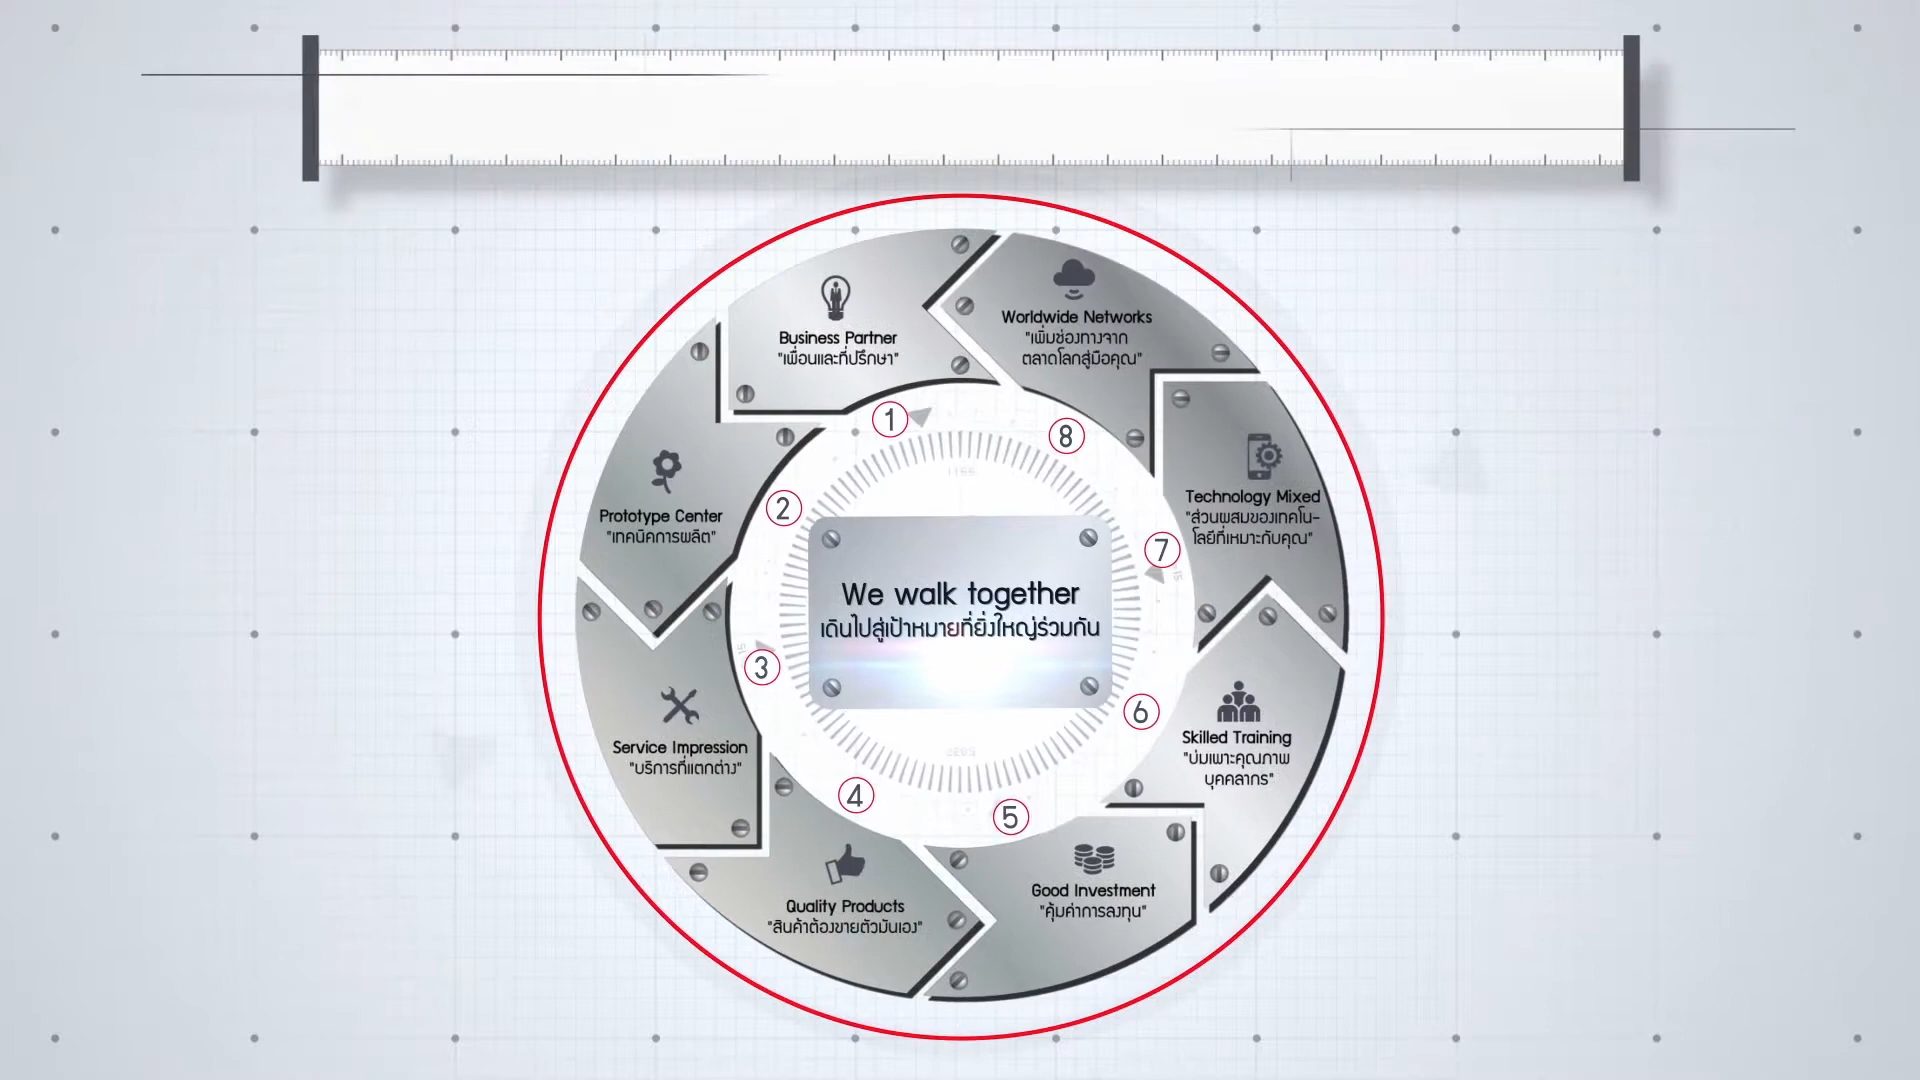 Business Partner
"เพื่อนและที่ปรึกษา"
1
Prototype Center
"เทคนิคการผลิต"
2
Service Impression
"บริการที่แตกต่าง"
3
Quality Products
"สินค้าต้องขายตัวมันเอง"
4
Good Investment
"คุ้มค่าการลงทุน"
5
Skilled Training
"บ่มเพาะคุณภาพ
บุคคลากร"
6
Technology Mixed
"ส่วนผสมของเทคโน-
โลยีที่เหมาะกับคุณ"
7
Worldwide Networks
"เพิ่มช่องทางจาก
ตลาดโลกสู่มือคุณ"
8
We walk together
เดินไปสู่เป้าหมายที่ยิ่งใหญ่ร่วมกัน